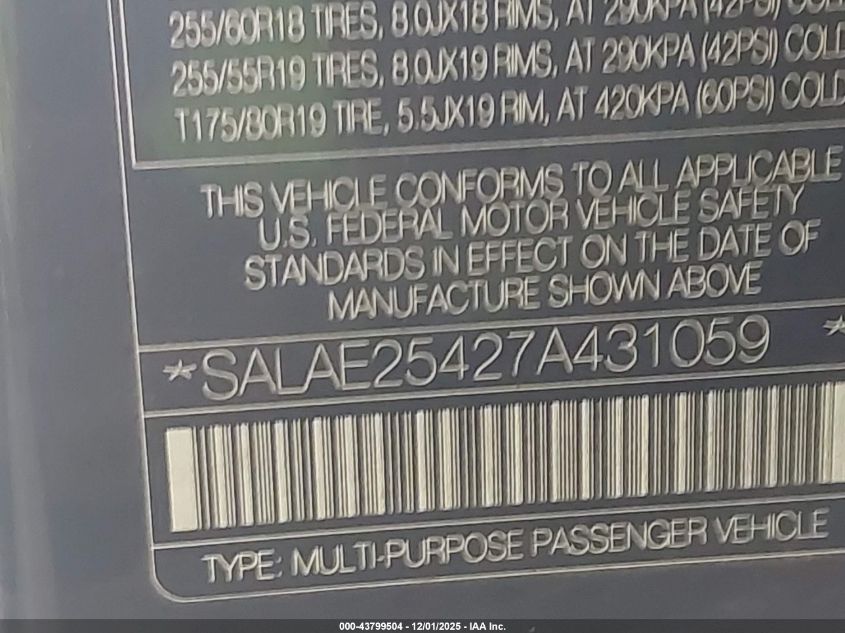 255/60R18 TIRES, 8.0JX18 RIMS, AT 290KPA (42PSI) COLD
255/55R19 TIRES, 8.0JX19 RIMS, AT 290KPA (42PSI) COLD
T175/80R19 TIRE, 5.5JX19 RIM, AT 420KPA (60PSI) COLD
THIS VEHICLE CONFORMS TO ALL APPLICABLE
U.S. FEDERAL MOTOR VEHICLE SAFETY
STANDARDS IN EFFECT ON THE DATE OF
MANUFACTURE SHOWN ABOVE
*SALAE25427A431059 *
TYPE: MULTI-PURPOSE PASSENGER VEHICLE
000-43799504 - 12/01/2025 - IAA Inc.